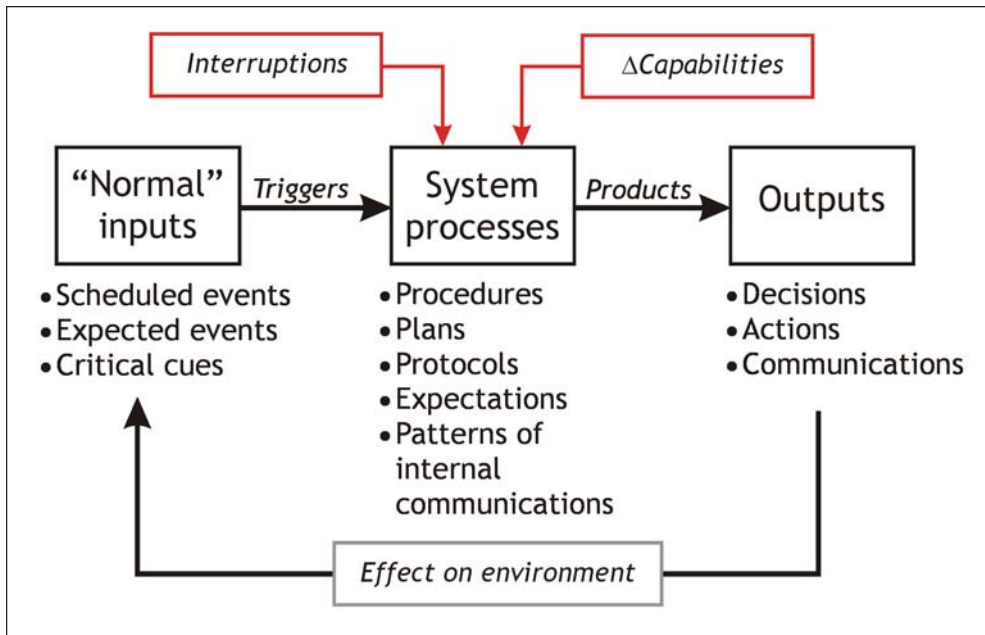 Interruptions
ΔCapabilities
“Normal”
inputs
Triggers
System
processes
Products
Outputs
•Scheduled events
•Expected events
•Critical cues
•Procedures
•Plans
•Protocols
•Expectations
•Patterns of
internal
communications
•Decisions
•Actions
•Communications
Effect on environment